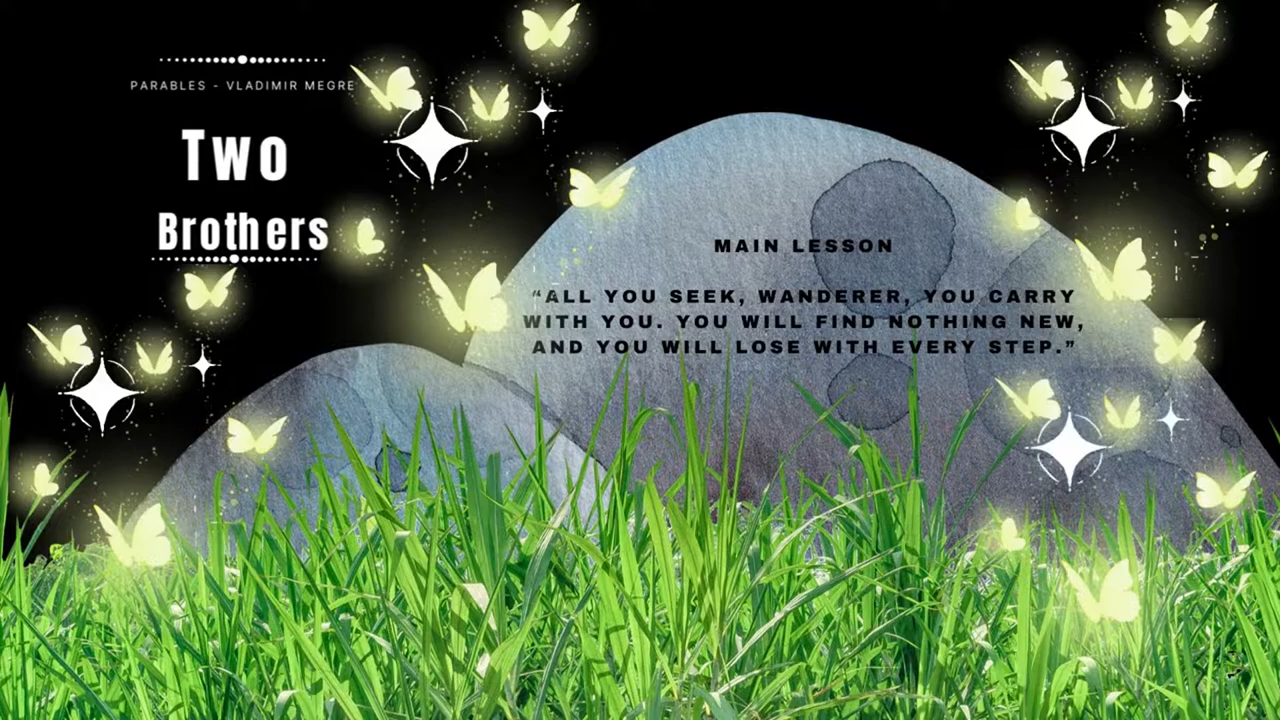 PARABLES - VLADIMIR MEGRE
Two
Brothers
MAIN LESSON
“ALL YOU SEEK, WANDERER, YOU CARRY
WITH YOU. YOU WILL FIND NOTHING NEW,
AND YOU WILL LOSE WITH EVERY STEP.”